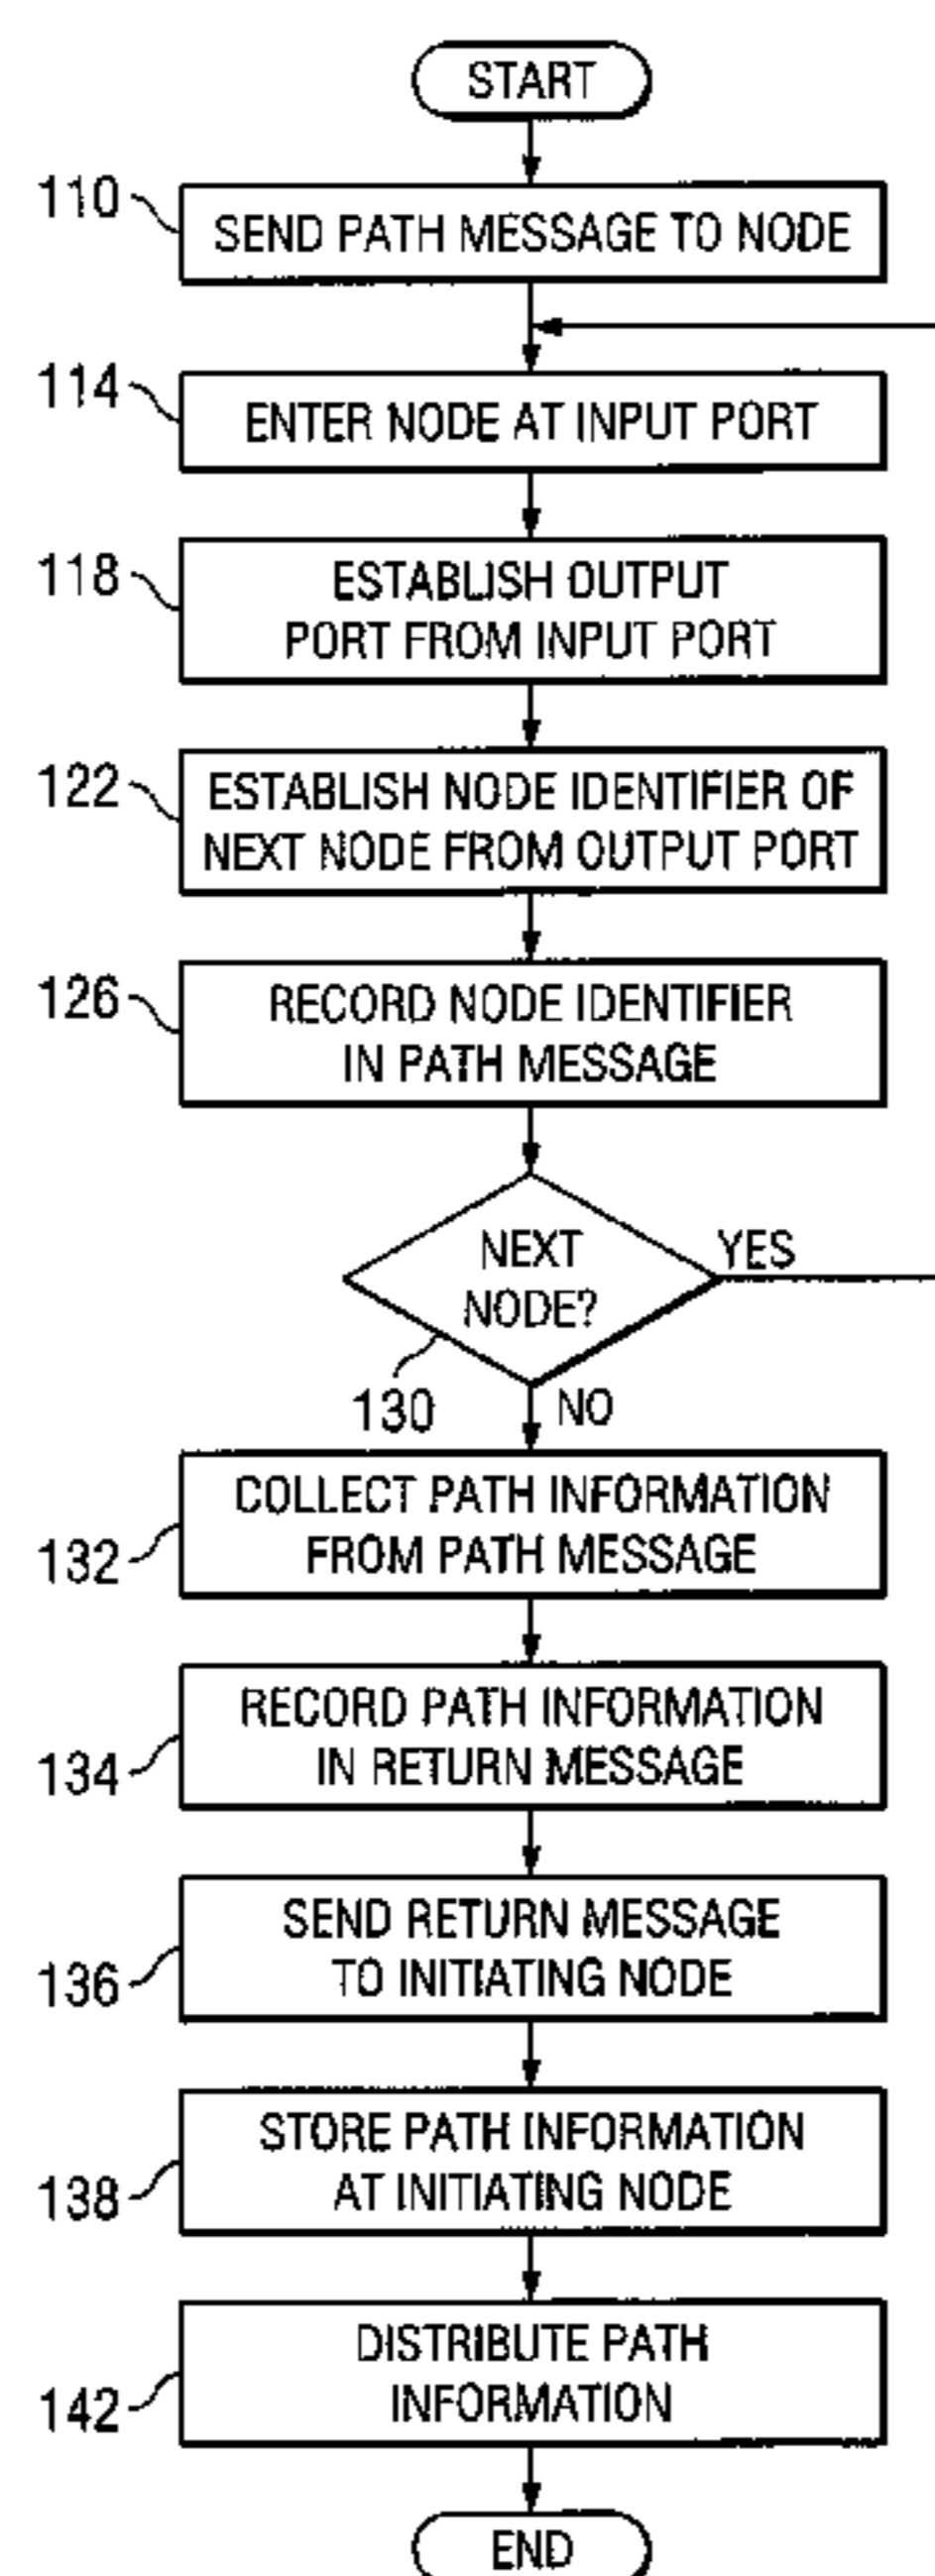 START
110
SEND PATH MESSAGE TO NODE
114
ENTER NODE AT INPUT PORT
118
ESTABLISH OUTPUT
PORT FROM INPUT PORT
122
ESTABLISH NODE IDENTIFIER OF
NEXT NODE FROM OUTPUT PORT
126
RECORD NODE IDENTIFIER
IN PATH MESSAGE
NEXT
NODE?
YES
130
NO
COLLECT PATH INFORMATION
FROM PATH MESSAGE
132
RECORD PATH INFORMATION
IN RETURN MESSAGE
134
SEND RETURN MESSAGE
TO INITIATING NODE
136
STORE PATH INFORMATION
AT INITIATING NODE
138
DISTRIBUTE PATH
INFORMATION
142
END